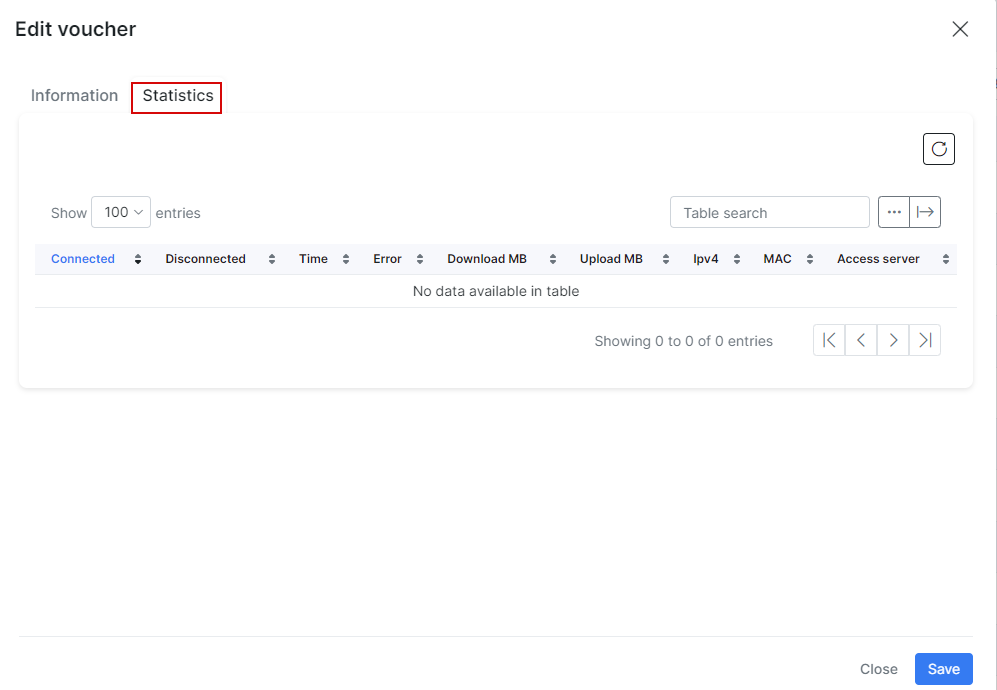 Edit voucher
Information Statistics
Show 100 entries Table search
Connected Disconnected Time Error Download MB Upload MB Ipv4 MAC Access server
No data available in table
Showing 0 to 0 of 0 entries
Close Save